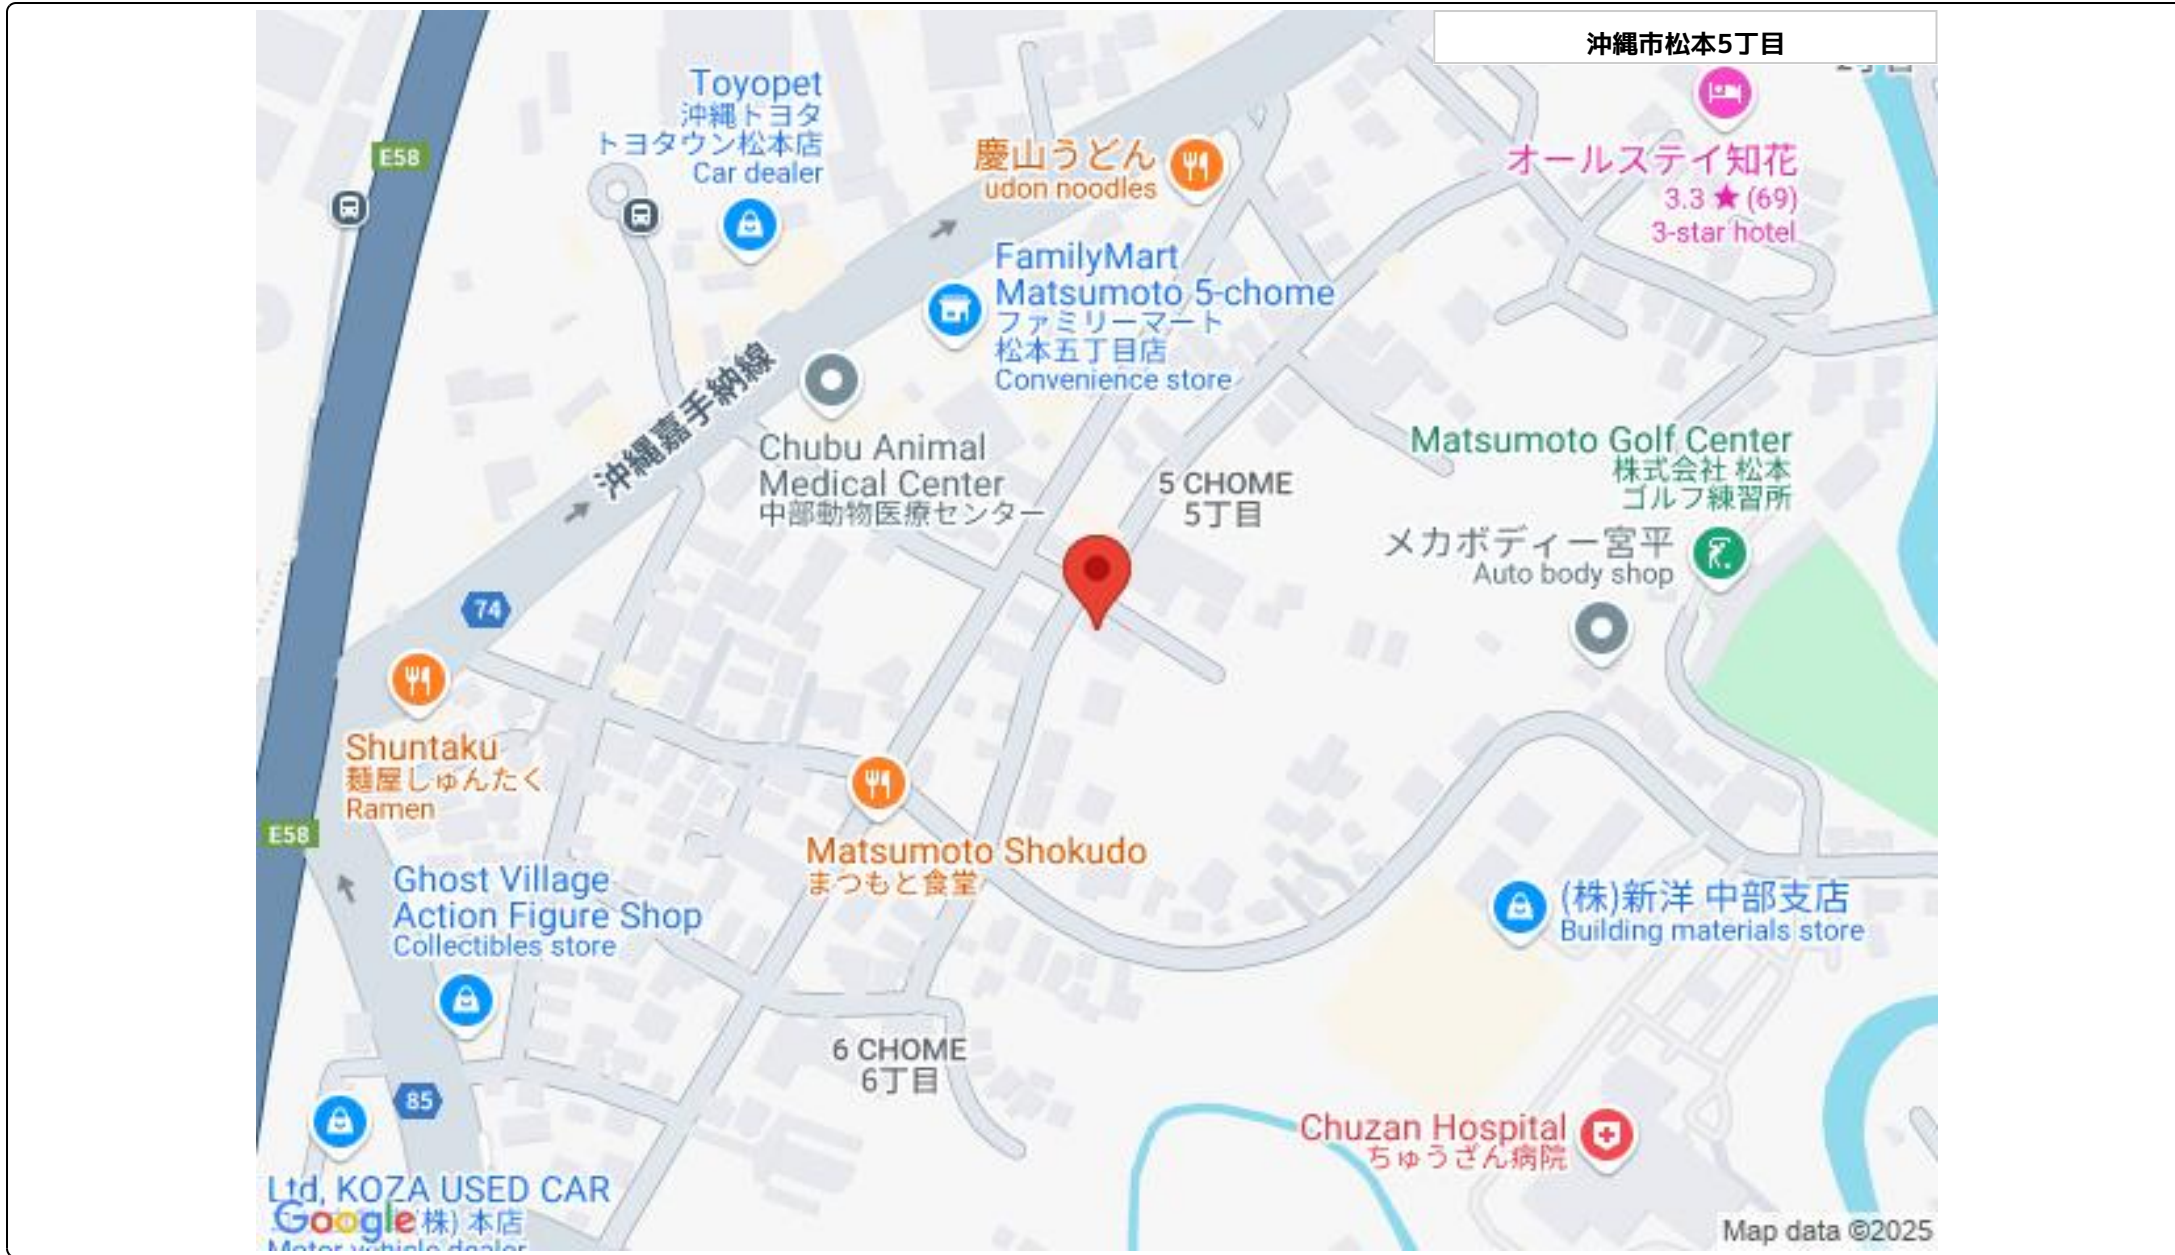 沖縄市松本5丁目
Toyopet
沖縄トヨタ
トヨタウン松本店
Car dealer
E58
慶山うどん
udon noodles
オールステイ知花
3.3 ★ (69)
3-star hotel
FamilyMart
Matsumoto 5-chome
ファミリーマート
松本五丁目店
Convenience store
沖縄嘉手納線
Chubu Animal
Medical Center
中部動物医療センター
5 CHOME
5丁目
Matsumoto Golf Center
株式会社 松本
ゴルフ練習所
メカボディー宮平
Auto body shop
74
Shuntaku
麺屋しゅんたく
Ramen
E58
Matsumoto Shokudo
まつもと食堂
Ghost Village
Action Figure Shop
Collectibles store
(株)新洋 中部支店
Building materials store
6 CHOME
6丁目
85
Chuzan Hospital
ちゅうざん病院
Ltd, KOZA USED CAR
Google
(株) 本店
Motor vehicle dealer
Map data ©2025